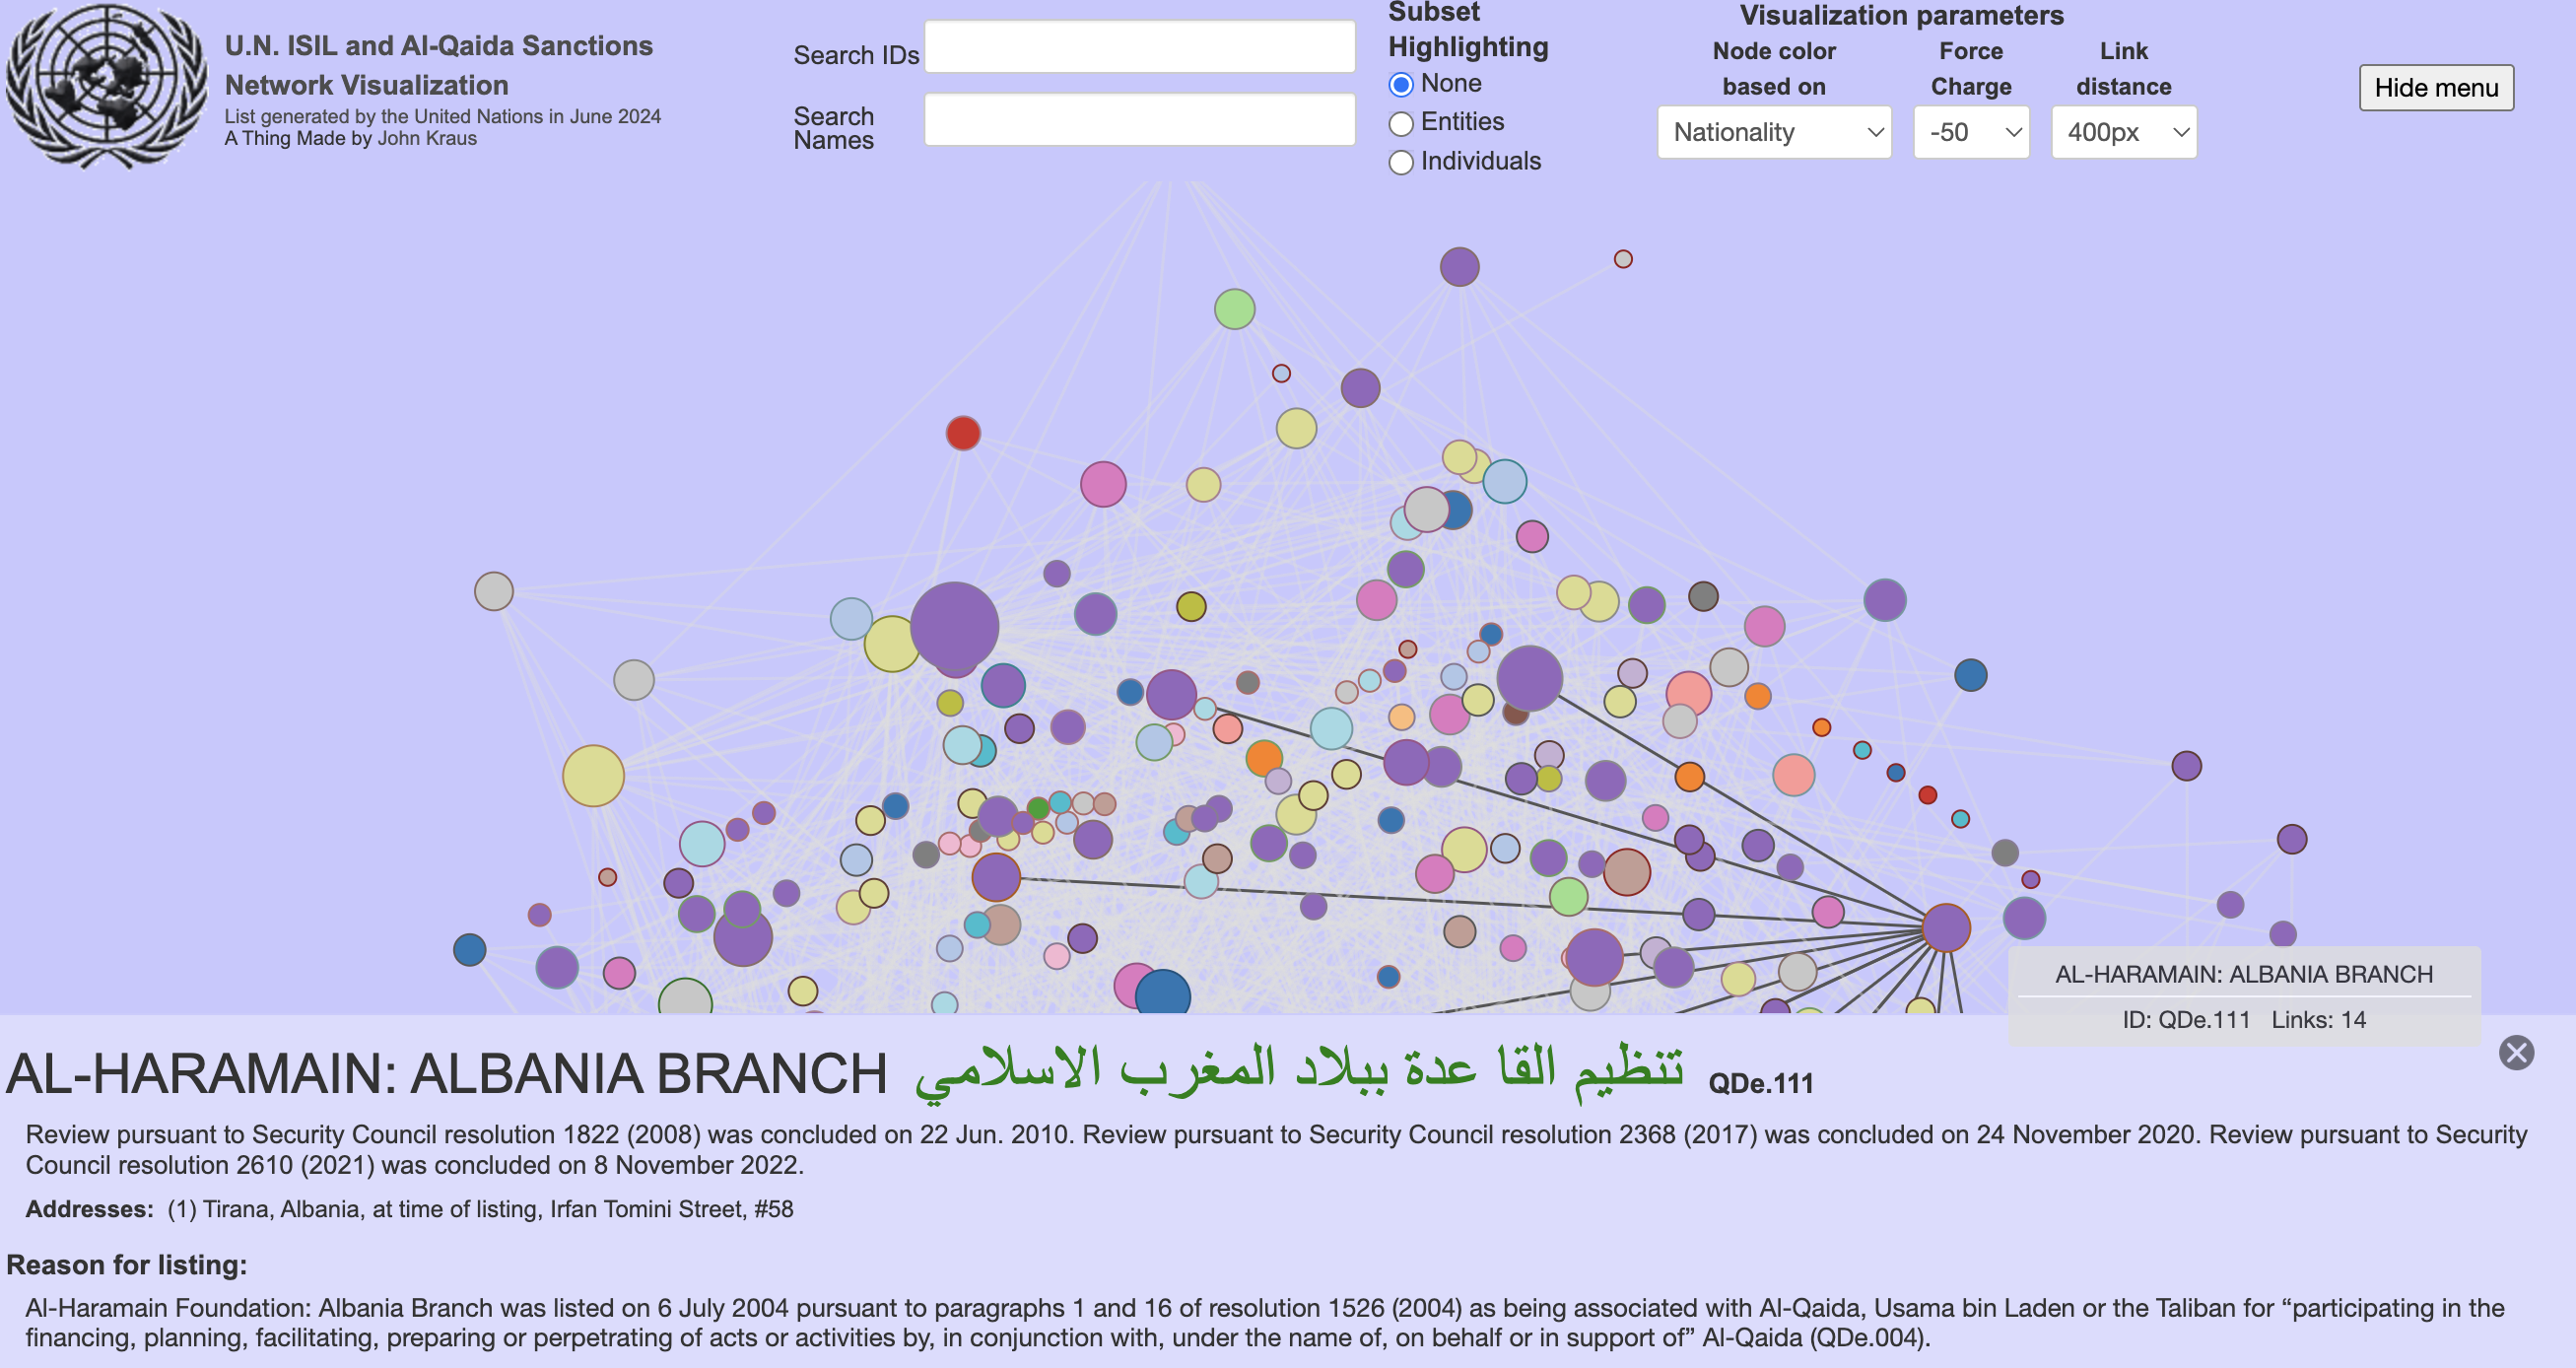 U.N. ISIL and Al-Qaida Sanctions
Network Visualization
List generated by the United Nations in June 2024
A Thing Made by John Kraus
Search IDs
Search
Names
Subset
Highlighting
None
Entities
Individuals
Visualization parameters
Node color
based on
Force
Charge
Link
distance
Nationality
-50
400px
Hide menu
AL-HARAMAIN: ALBANIA BRANCH
ID: QDe.111 Links: 14
AL-HARAMAIN: ALBANIA BRANCH تنظيم القا عدة ببلاد المغرب الاسلامي QDe.111
Review pursuant to Security Council resolution 1822 (2008) was concluded on 22 Jun. 2010. Review pursuant to Security Council resolution 2368 (2017) was concluded on 24 November 2020. Review pursuant to Security
Council resolution 2610 (2021) was concluded on 8 November 2022.
Addresses: (1) Tirana, Albania, at time of listing, Irfan Tomini Street, #58
Reason for listing:
Al-Haramain Foundation: Albania Branch was listed on 6 July 2004 pursuant to paragraphs 1 and 16 of resolution 1526 (2004) as being associated with Al-Qaida, Usama bin Laden or the Taliban for “participating in the
financing, planning, facilitating, preparing or perpetrating of acts or activities by, in conjunction with, under the name of, on behalf or in support of” Al-Qaida (QDe.004).